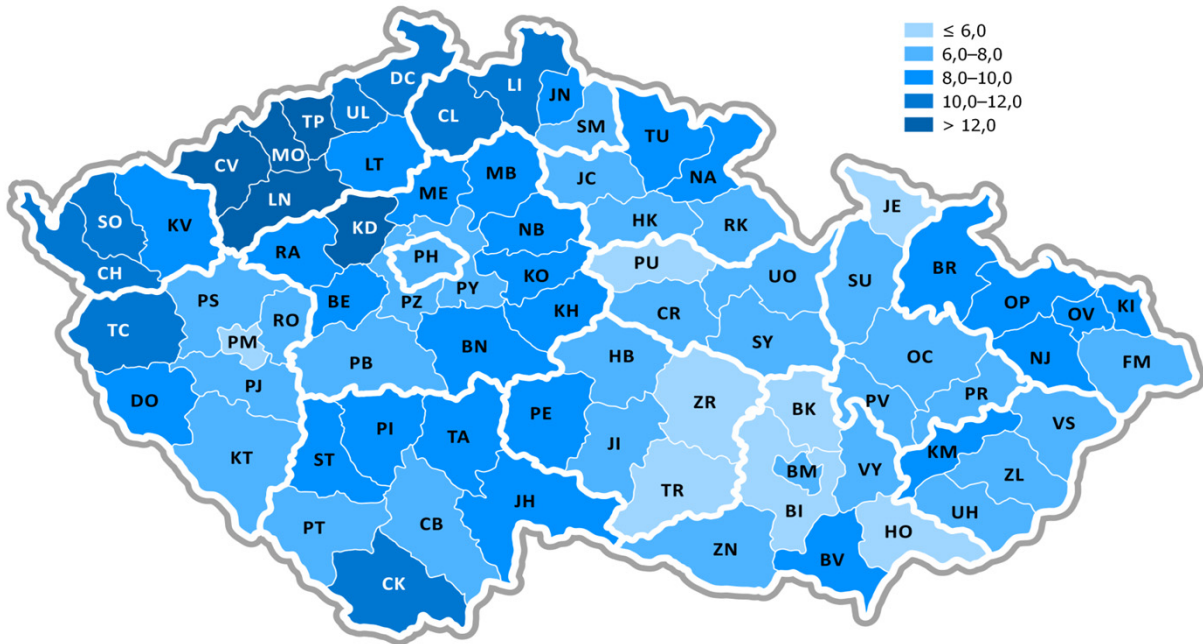 ≤ 6,0
6,0–8,0
8,0–10,0
10,0–12,0
> 12,0
DC
LI
JN
TP
UL
CL
SM
TU
CV
MO
LT
JC
NA
LN
ME
MB
SO
KV
KD
NB
HK
RK
JE
CH
RA
PH
PU
UO
SU
BR
PS
BE
PZ
PY
KO
OP
OV
KI
TC
RO
PM
KH
CR
SY
OC
NJ
FM
PB
BN
HB
DO
PJ
ZR
BK
PV
PR
VS
KT
ST
PI
TA
PE
JI
BM
VY
KM
ZL
TR
BI
UH
PT
CB
JH
HO
ZN
BV
CK